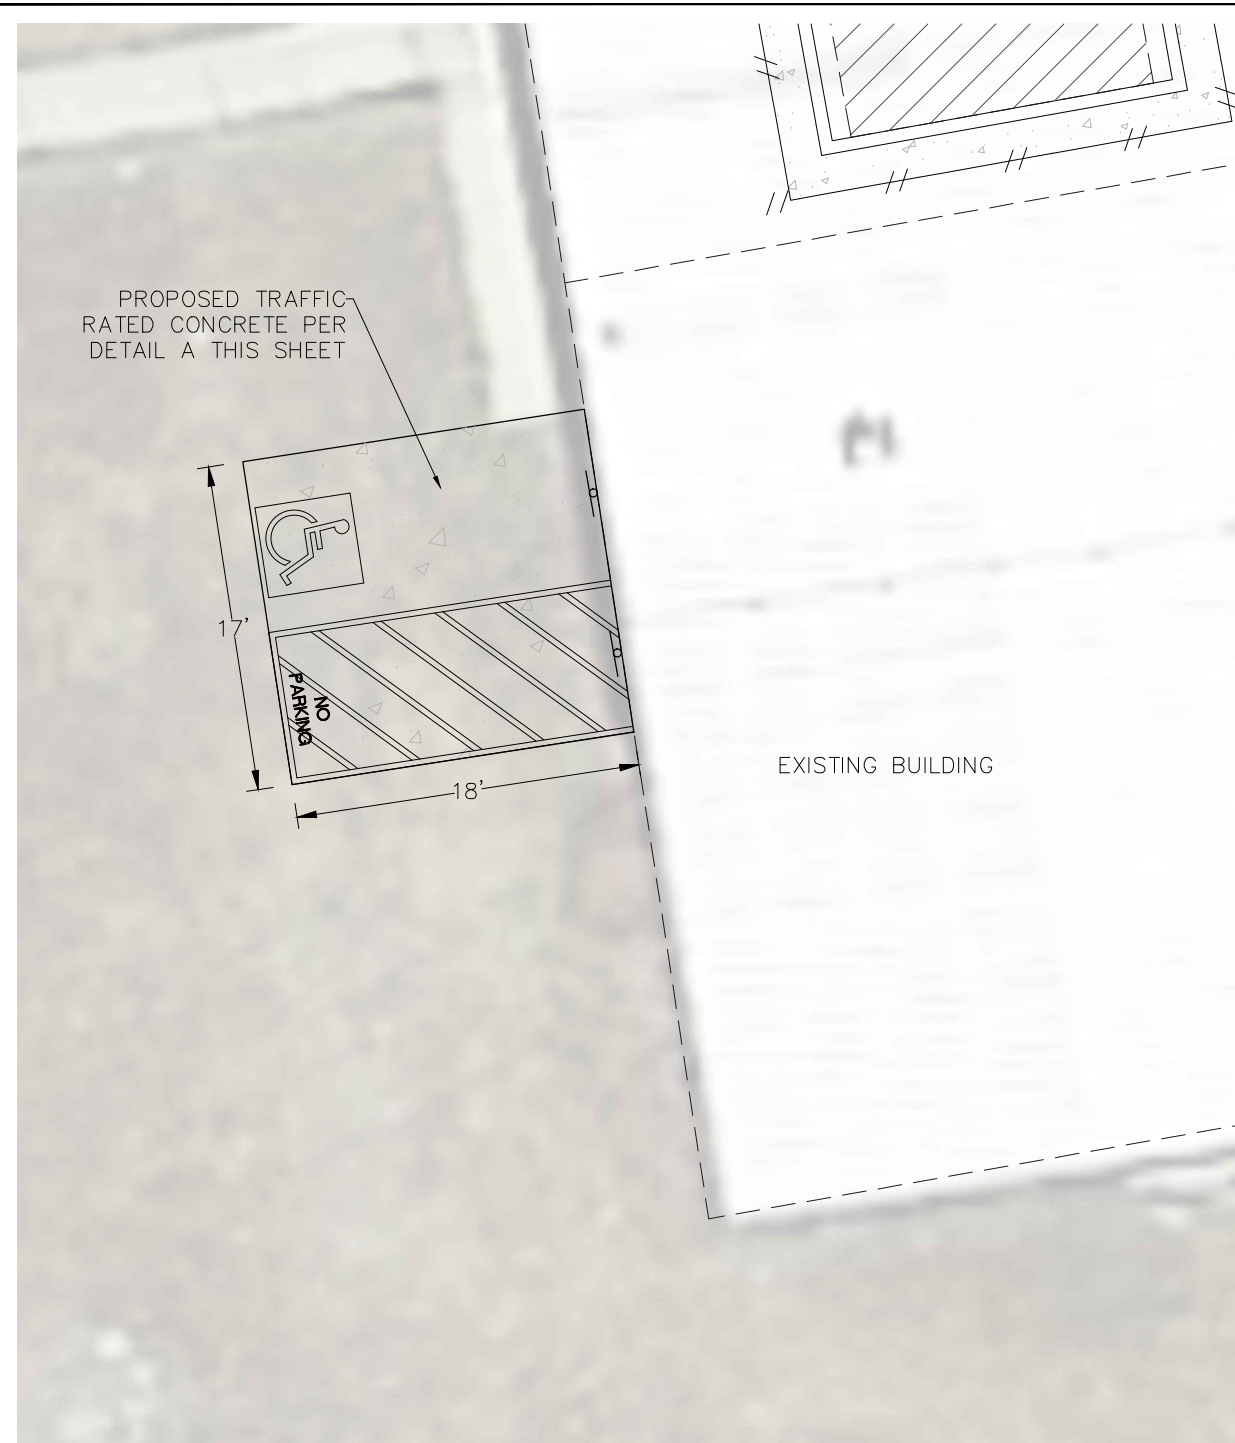 PROPOSED TRAFFIC
RATED CONCRETE PER
DETAIL A THIS SHEET
17'
NO
PARKING
18'
EXISTING BUILDING